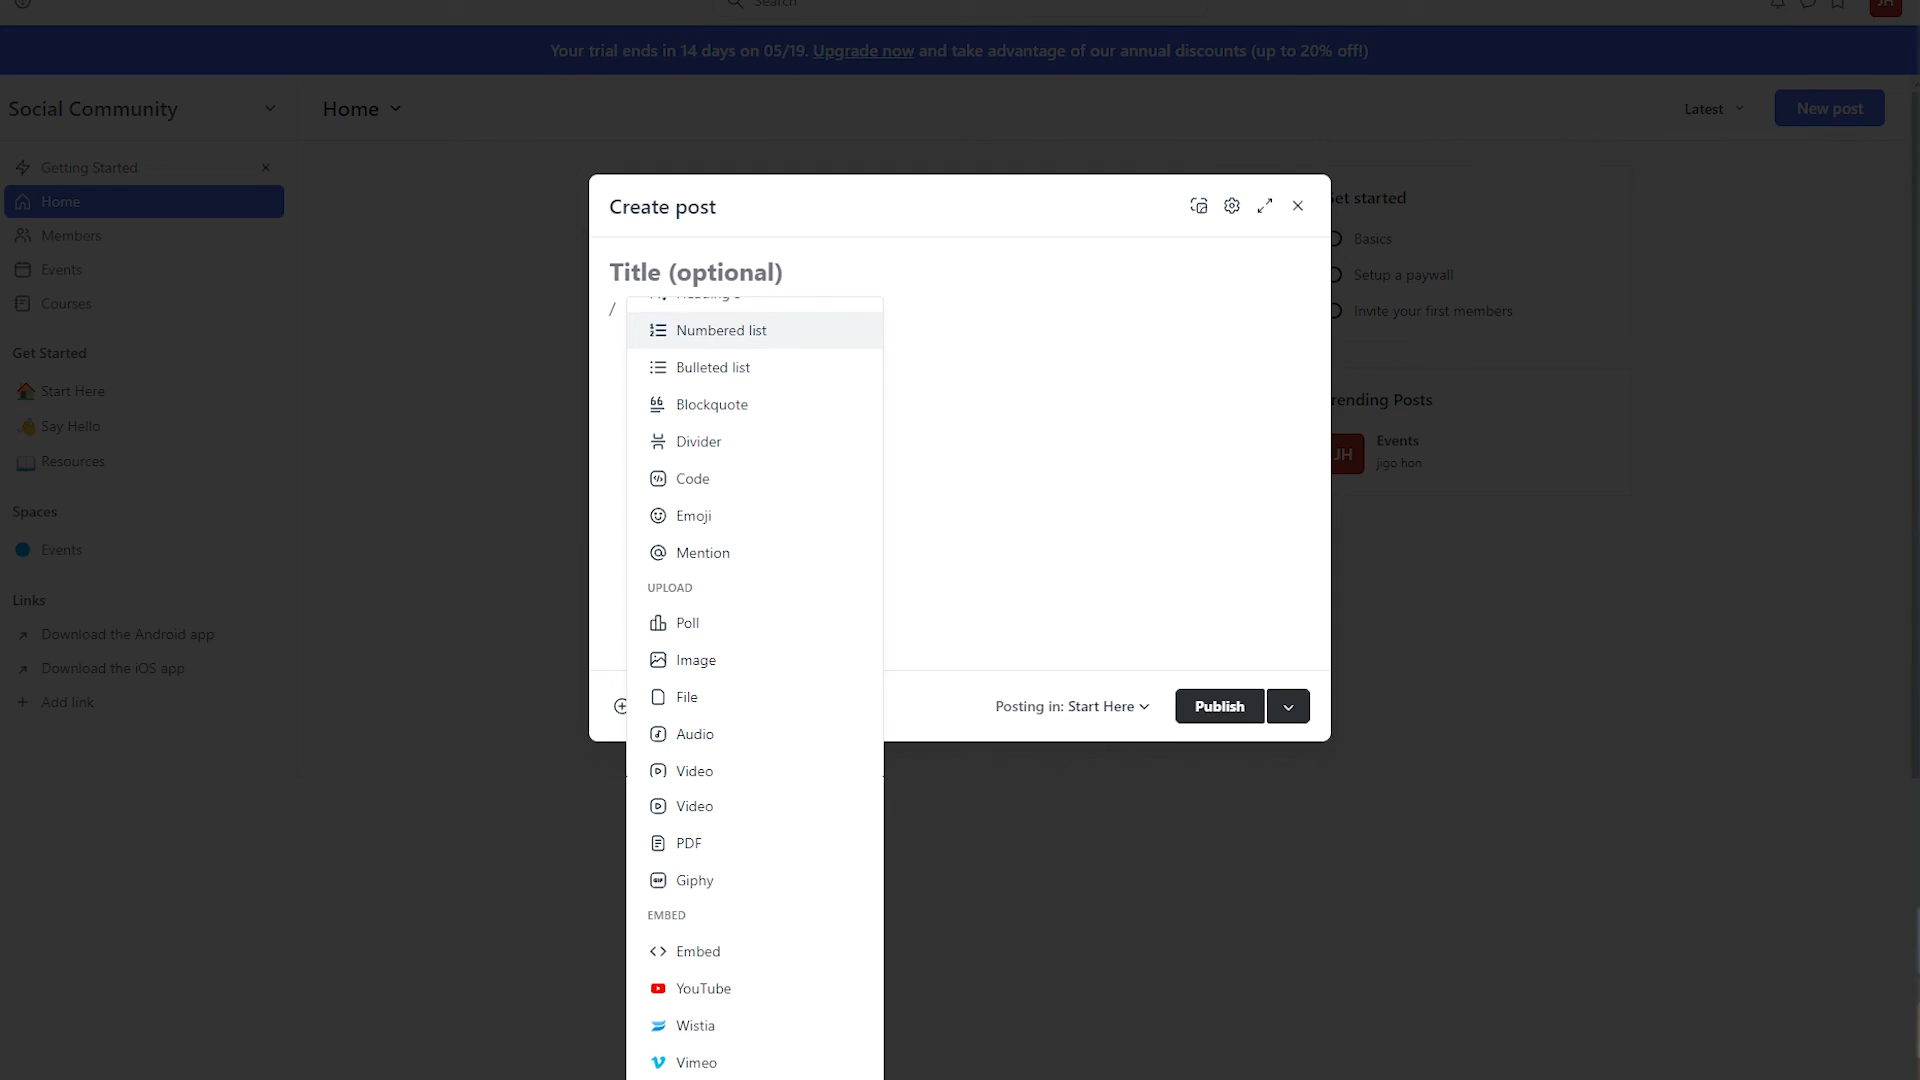 Search
JH
Your trial ends in 14 days on 05/19. Upgrade now and take advantage of our annual discounts (up to 20% off!)
Social Community
Home
Latest
New post
Getting Started
Home
Members
Events
Courses
Get Started
Start Here
Say Hello
Resources
Spaces
Events
Links
Download the Android app
Download the iOS app
Add link
Create post
Title (optional)
/
Numbered list
Bulleted list
Blockquote
Divider
Code
Emoji
Mention
UPLOAD
Poll
Image
File
Audio
Video
Video
PDF
Giphy
EMBED
Embed
YouTube
Wistia
Vimeo
Posting in: Start Here
Publish
et started
Basics
Setup a paywall
Invite your first members
rending Posts
JH
Events
jigo hon